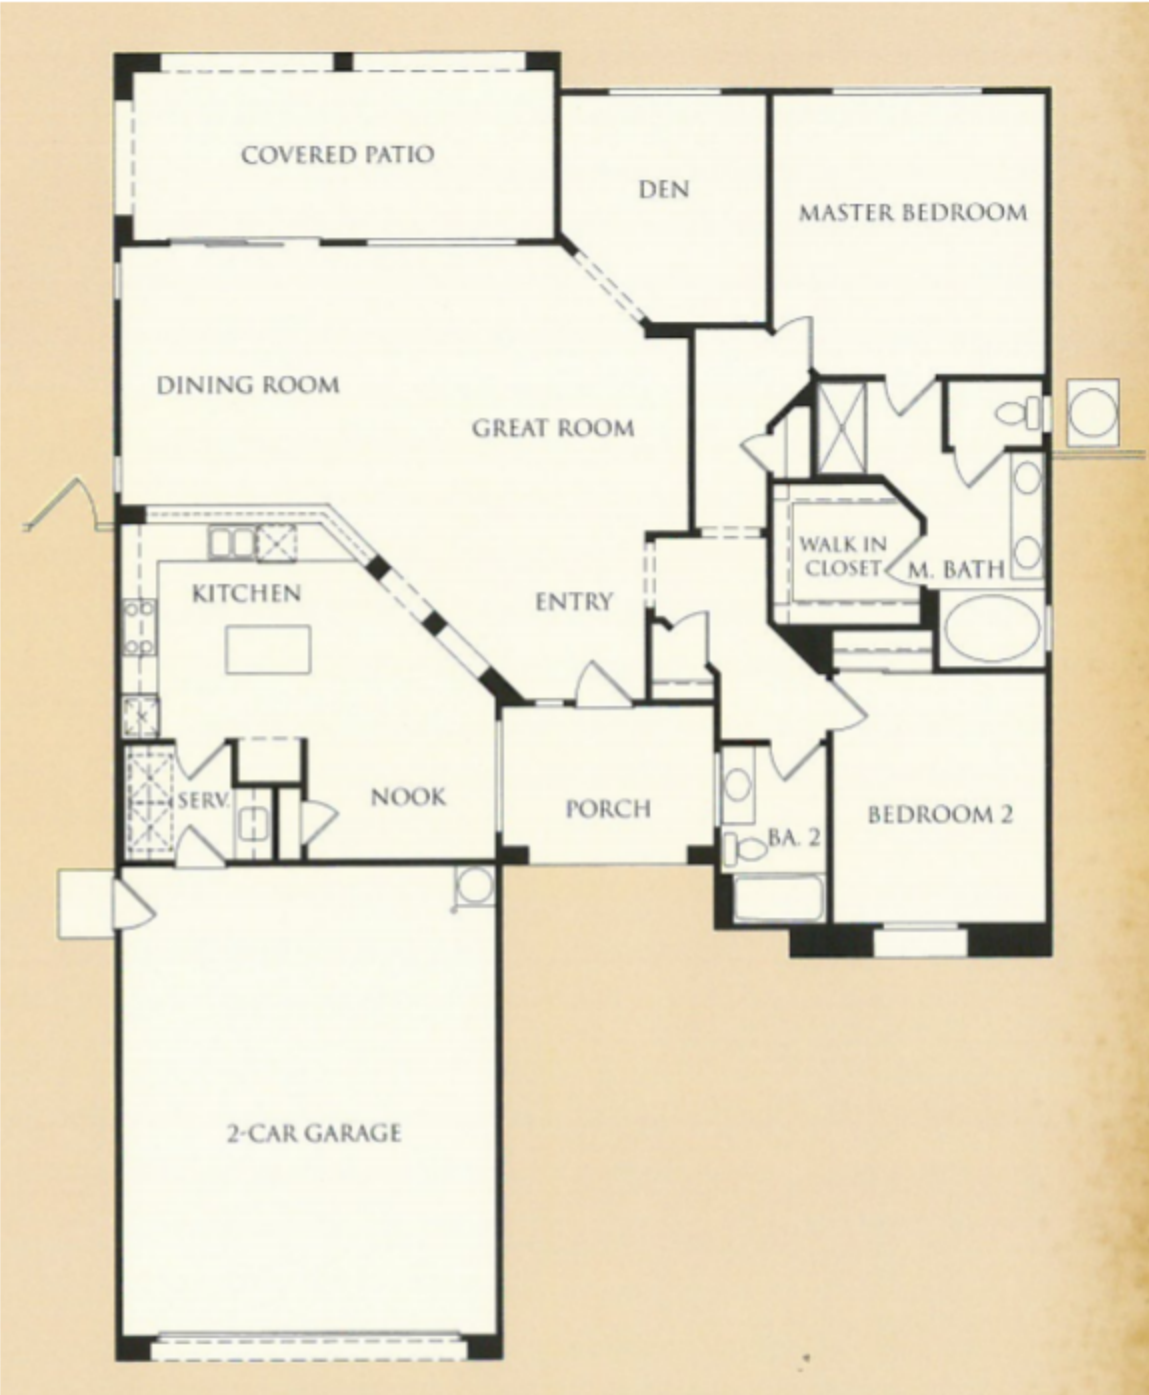 COVERED PATIO
DEN
MASTER BEDROOM
DINING ROOM
GREAT ROOM
WALK IN
CLOSET
M. BATH
KITCHEN
ENTRY
SERV.
NOOK
PORCH
BA. 2
BEDROOM 2
2-CAR GARAGE